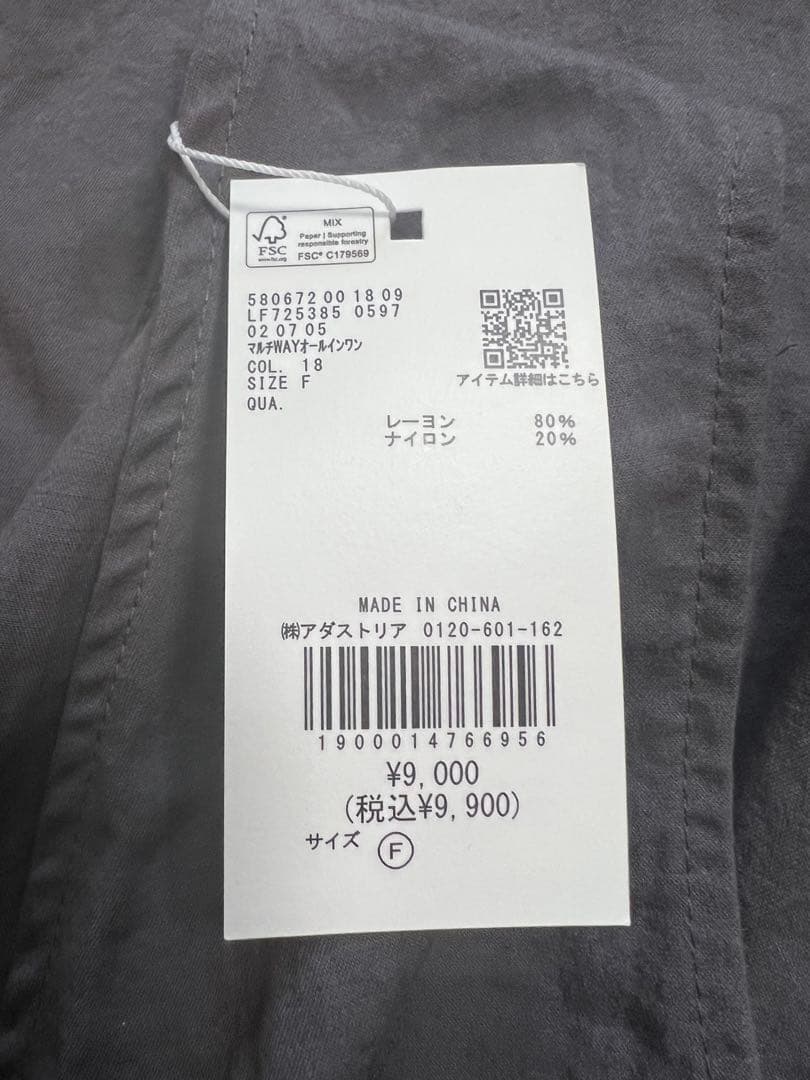 MIX
Paper | Supporting
responsible forestry
FSC
www.fsc.org
FSC® C179569
580672 00 18 09
LF725385 0597
02 07 05
マルチWAYオールインワン
COL. 18
SIZE F
QUA.
アイテム詳細はこちら
レーヨン 80%
ナイロン 20%
MADE IN CHINA
㈱アダストリア 0120-601-162
1900014766956
¥9,000
(税込¥9,900)
サイズ F